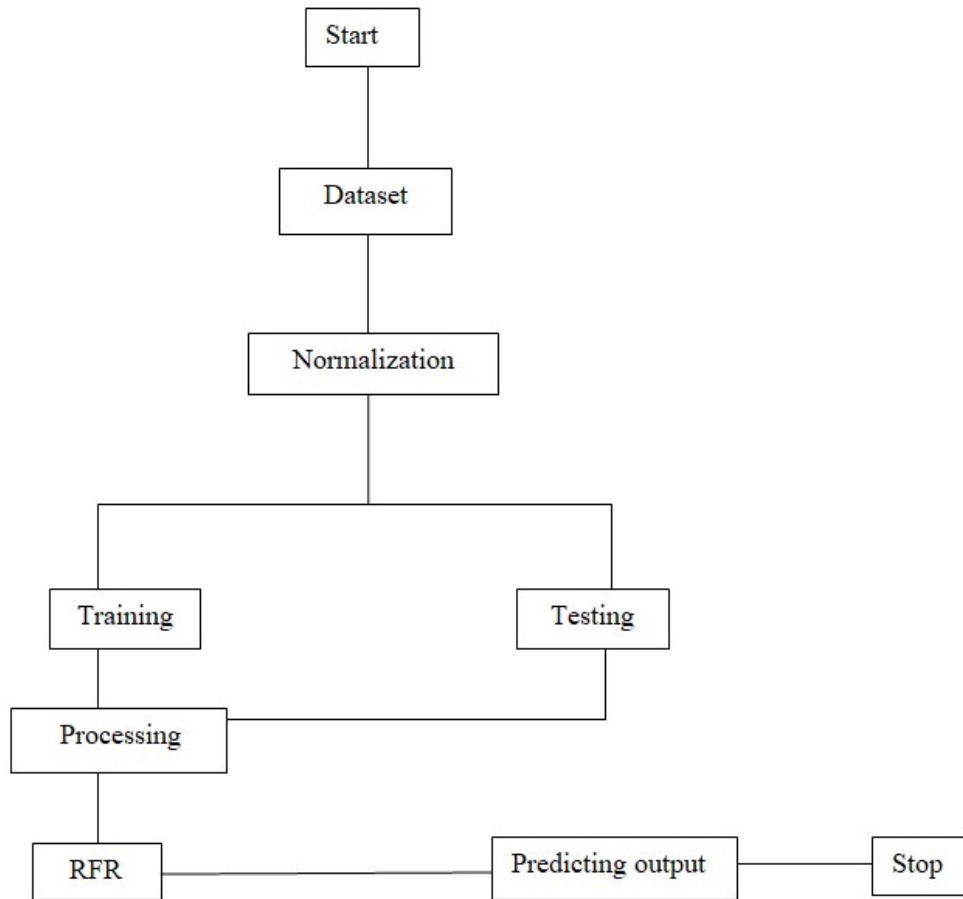 Start
Dataset
Normalization
Training
Testing
Processing
RFR
Predicting output
Stop